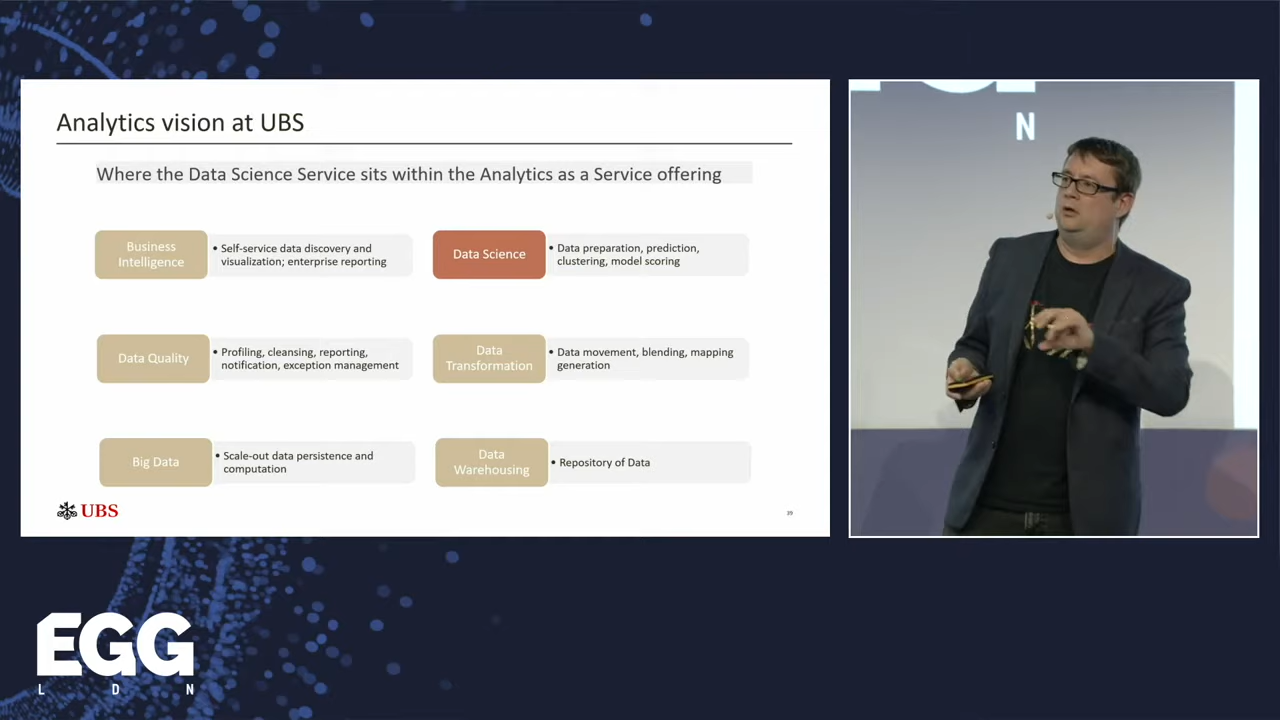 N
Analytics vision at UBS
Where the Data Science Service sits within the Analytics as a Service offering
Business
Intelligence
• Self-service data discovery and
visualization; enterprise reporting
Data Science
• Data preparation, prediction,
clustering, model scoring
Data Quality
• Profiling, cleansing, reporting,
notification, exception management
Data
Transformation
• Data movement, blending, mapping
generation
Big Data
• Scale-out data persistence and
computation
Data
Warehousing
• Repository of Data
UBS
39
EGG
L D N